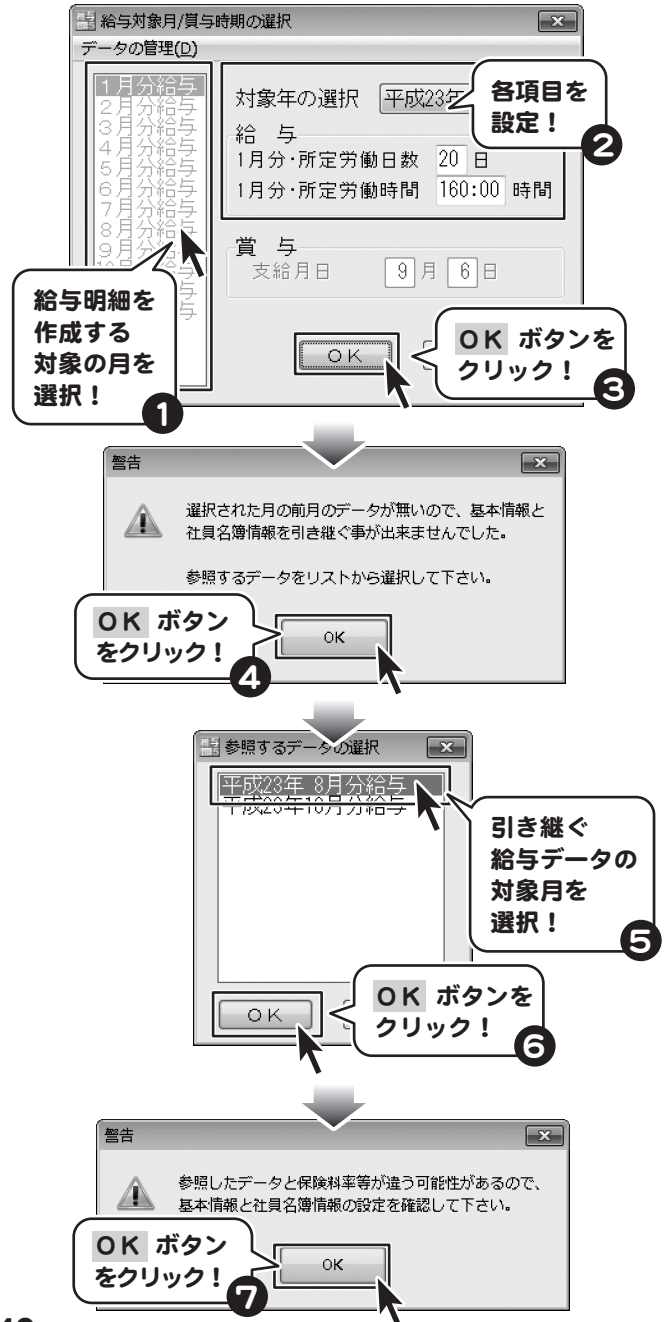 給与対象月/賞与時期の選択
データの管理(D)
1月分給与
2月分給与
3月分給与
4月分給与
5月分給与
6月分給与
7月分給与
8月分給与
9月分給与
対象年の選択 平成23年
給 与
1月分・所定労働日数 20 日
1月分・所定労働時間 160:00 時間
賞 与
支給月日 9 月 6 日
OK
各項目を
設定！
2
給与明細を
作成する
対象の月を
選択！
1
OK ボタンを
クリック！
3
警告
選択された月の前月のデータが無いので、基本情報と
社員名簿情報を引き継ぐ事が出来ませんでした。
参照するデータをリストから選択して下さい。
OK
OK ボタン
をクリック！
4
参照するデータの選択
平成23年 8月分給与
平成23年10月分給与
引き継ぐ
給与データの
対象月を
選択！
5
OK
OK ボタンを
クリック！
6
警告
参照したデータと保険料率等が違う可能性があるので、
基本情報と社員名簿情報の設定を確認して下さい。
OK
OK ボタン
をクリック！
7